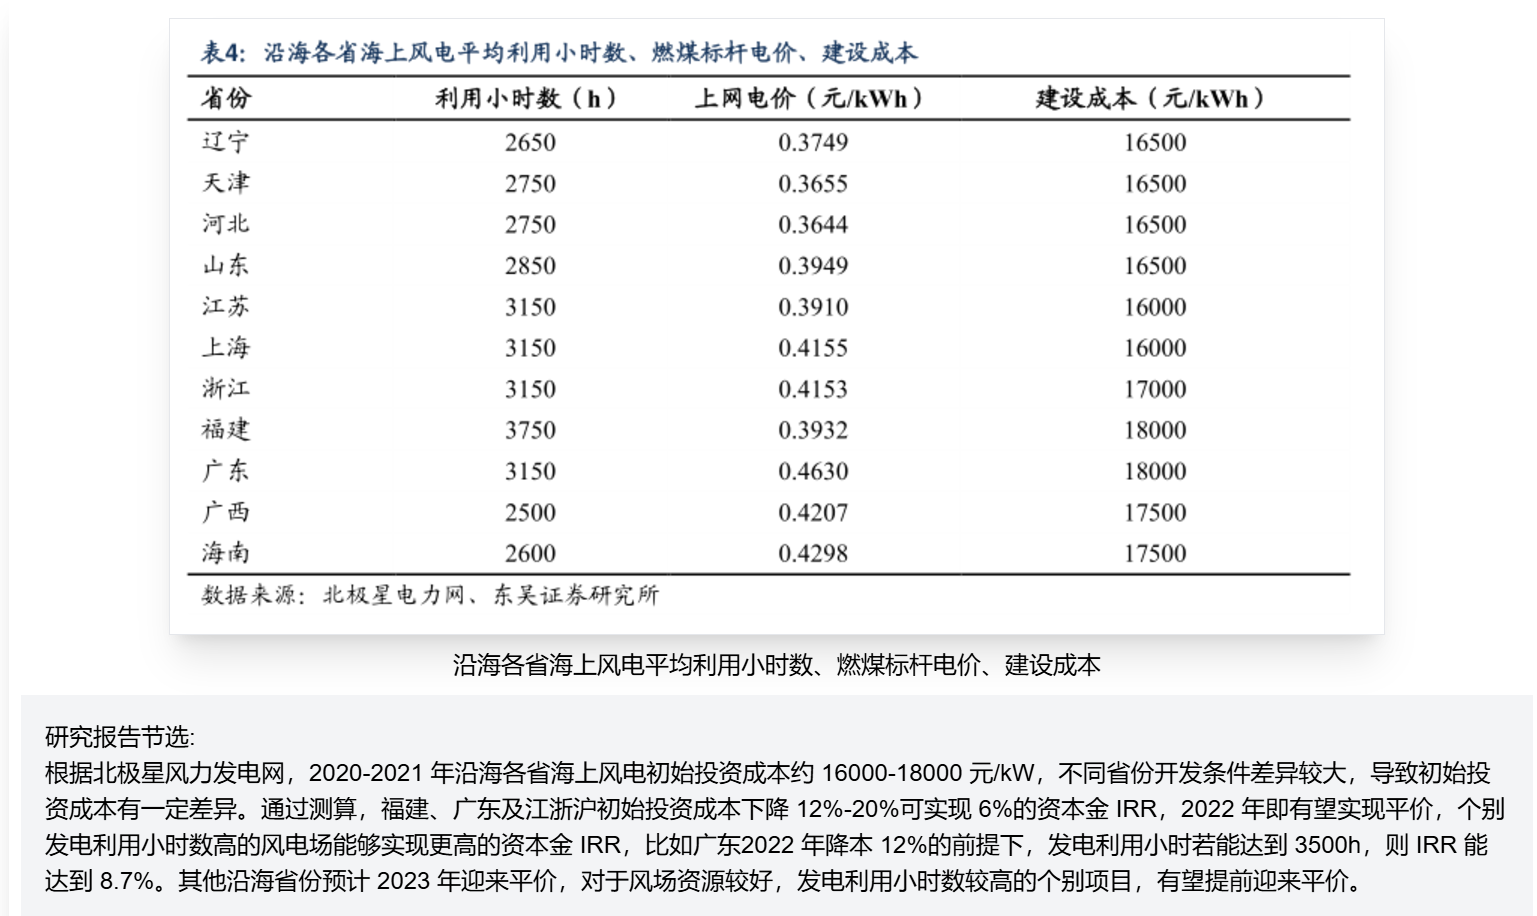 表4：沿海各省海上风电平均利用小时数、燃煤标杆电价、建设成本
省份 利用小时数（h） 上网电价（元/kWh） 建设成本（元/kWh）
辽宁 2650 0.3749 16500
天津 2750 0.3655 16500
河北 2750 0.3644 16500
山东 2850 0.3949 16500
江苏 3150 0.3910 16000
上海 3150 0.4155 16000
浙江 3150 0.4153 17000
福建 3750 0.3932 18000
广东 3150 0.4630 18000
广西 2500 0.4207 17500
海南 2600 0.4298 17500
数据来源：北极星电力网、东吴证券研究所
沿海各省海上风电平均利用小时数、燃煤标杆电价、建设成本
研究报告节选:
根据北极星风力发电网，2020-2021 年沿海各省海上风电初始投资成本约 16000-18000 元/kW，不同省份开发条件差异较大，导致初始投
资成本有一定差异。通过测算，福建、广东及江浙沪初始投资成本下降 12%-20%可实现 6%的资本金 IRR，2022 年即有望实现平价，个别
发电利用小时数高的风电场能够实现更高的资本金 IRR，比如广东2022 年降本 12%的前提下，发电利用小时若能达到 3500h，则 IRR 能
达到 8.7%。其他沿海省份预计 2023 年迎来平价，对于风场资源较好，发电利用小时数较高的个别项目，有望提前迎来平价。